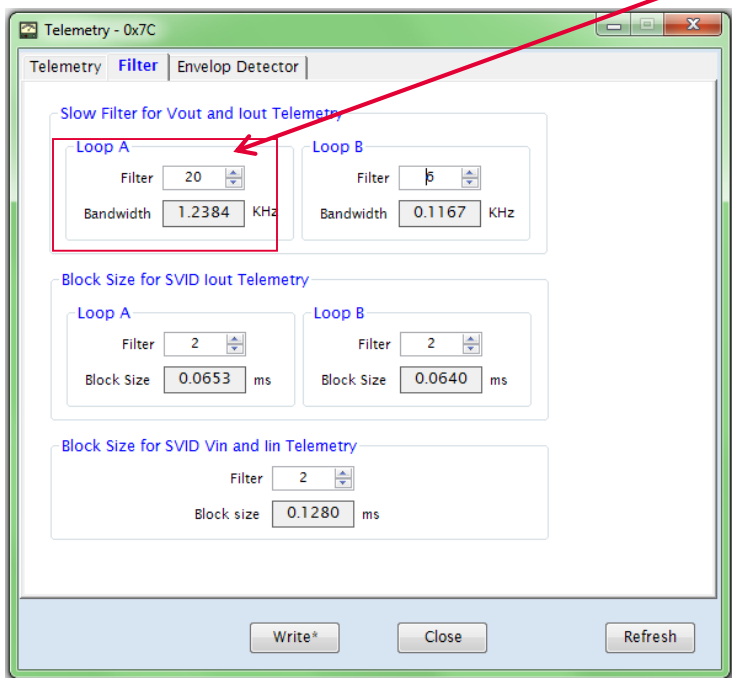 Telemetry - 0x7C
Telemetry Filter Envelop Detector
Slow Filter for Vout and Iout Telemetry
Loop A
Filter 20
Bandwidth 1.2384 KHz
Loop B
Filter 6
Bandwidth 0.1167 KHz
Block Size for SVID Iout Telemetry
Loop A
Filter 2
Block Size 0.0653 ms
Loop B
Filter 2
Block Size 0.0640 ms
Block Size for SVID Vin and Iin Telemetry
Filter 2
Block size 0.1280 ms
Write* Close Refresh